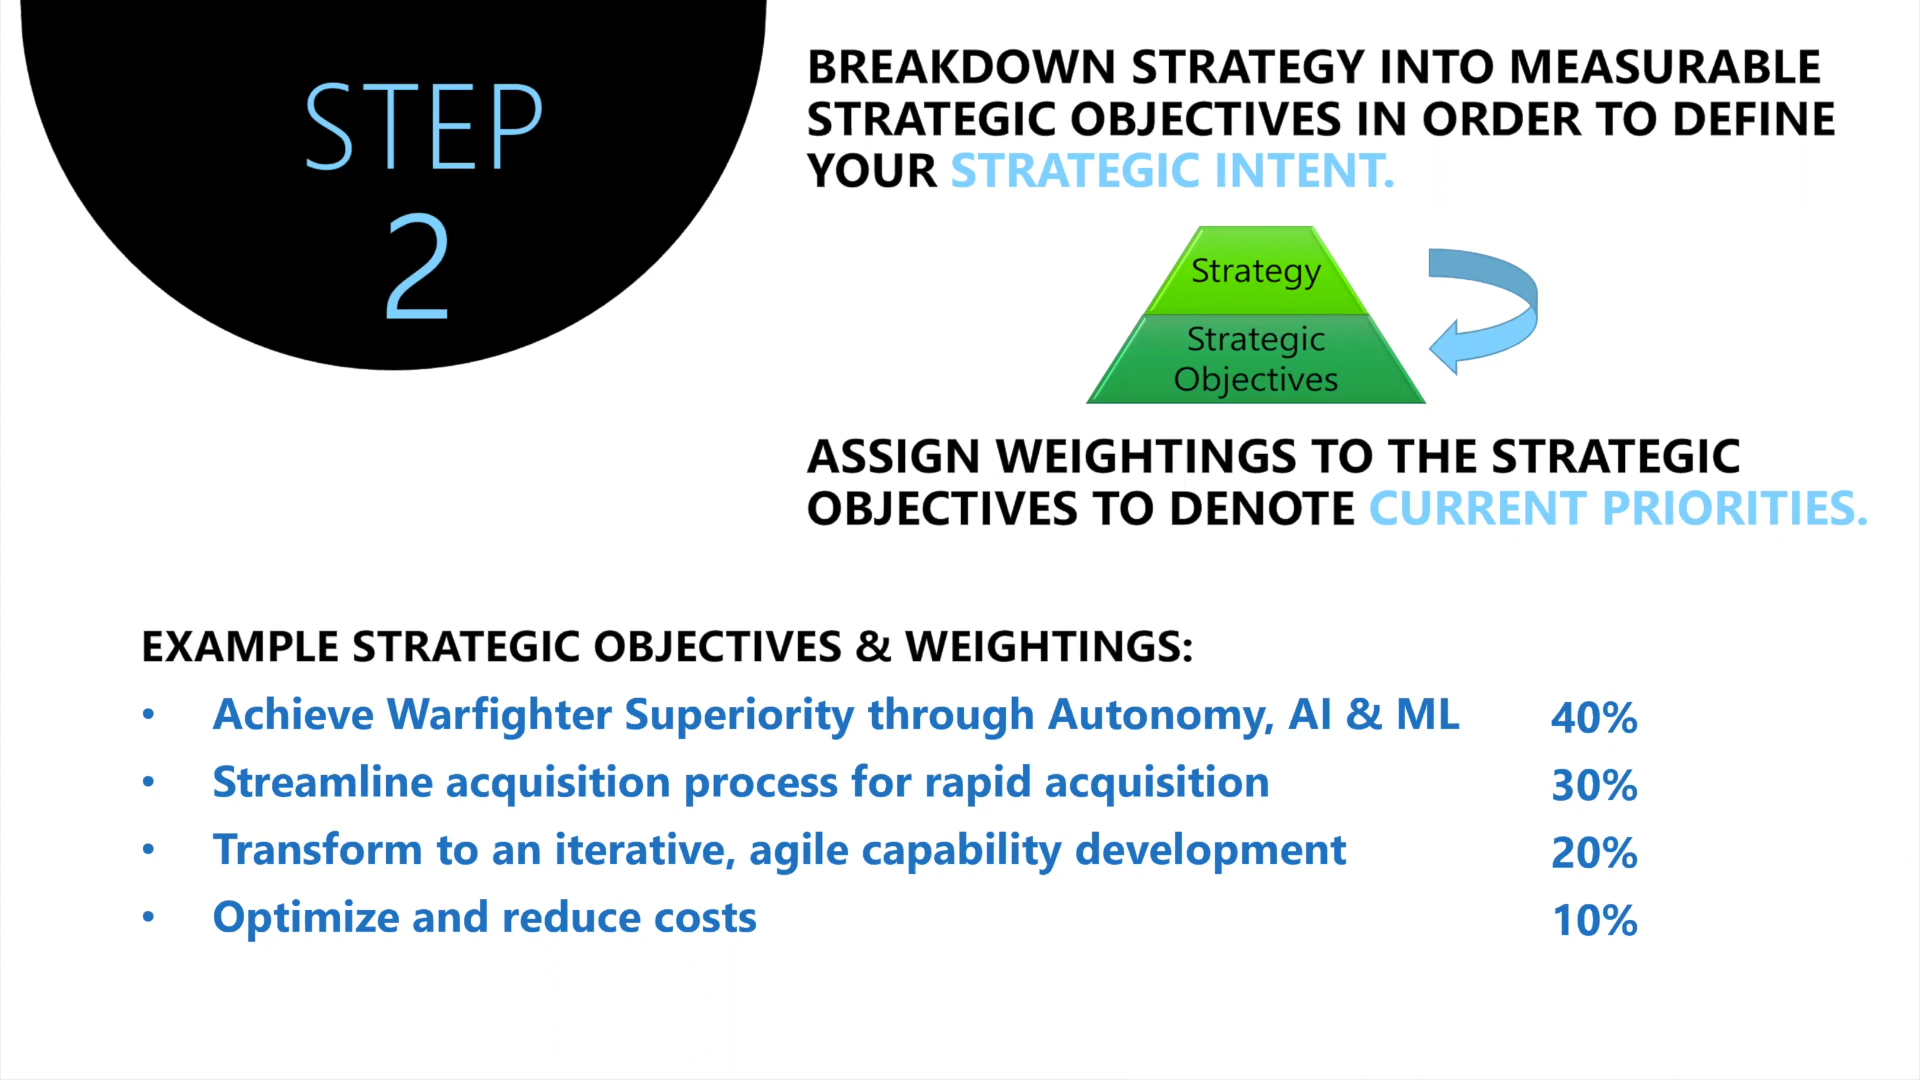 STEP
2
BREAKDOWN STRATEGY INTO MEASURABLE
STRATEGIC OBJECTIVES IN ORDER TO DEFINE
YOUR STRATEGIC INTENT.
Strategy
Strategic
Objectives
ASSIGN WEIGHTINGS TO THE STRATEGIC
OBJECTIVES TO DENOTE CURRENT PRIORITIES.
EXAMPLE STRATEGIC OBJECTIVES & WEIGHTINGS:
• Achieve Warfighter Superiority through Autonomy, AI & ML 40%
• Streamline acquisition process for rapid acquisition 30%
• Transform to an iterative, agile capability development 20%
• Optimize and reduce costs 10%